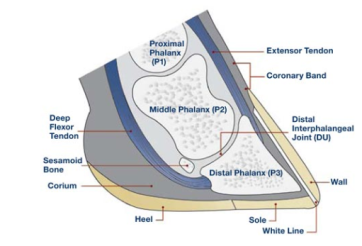 Proximal
Phalanx
(P1)
Extensor Tendon
Coronary Band
Middle Phalanx (P2)
Deep
Flexor
Tendon
Distal
Interphalangeal
Joint (DIJ)
Sesamoid
Bone
Distal Phalanx (P3)
Corium
Wall
Heel
Sole
White Line